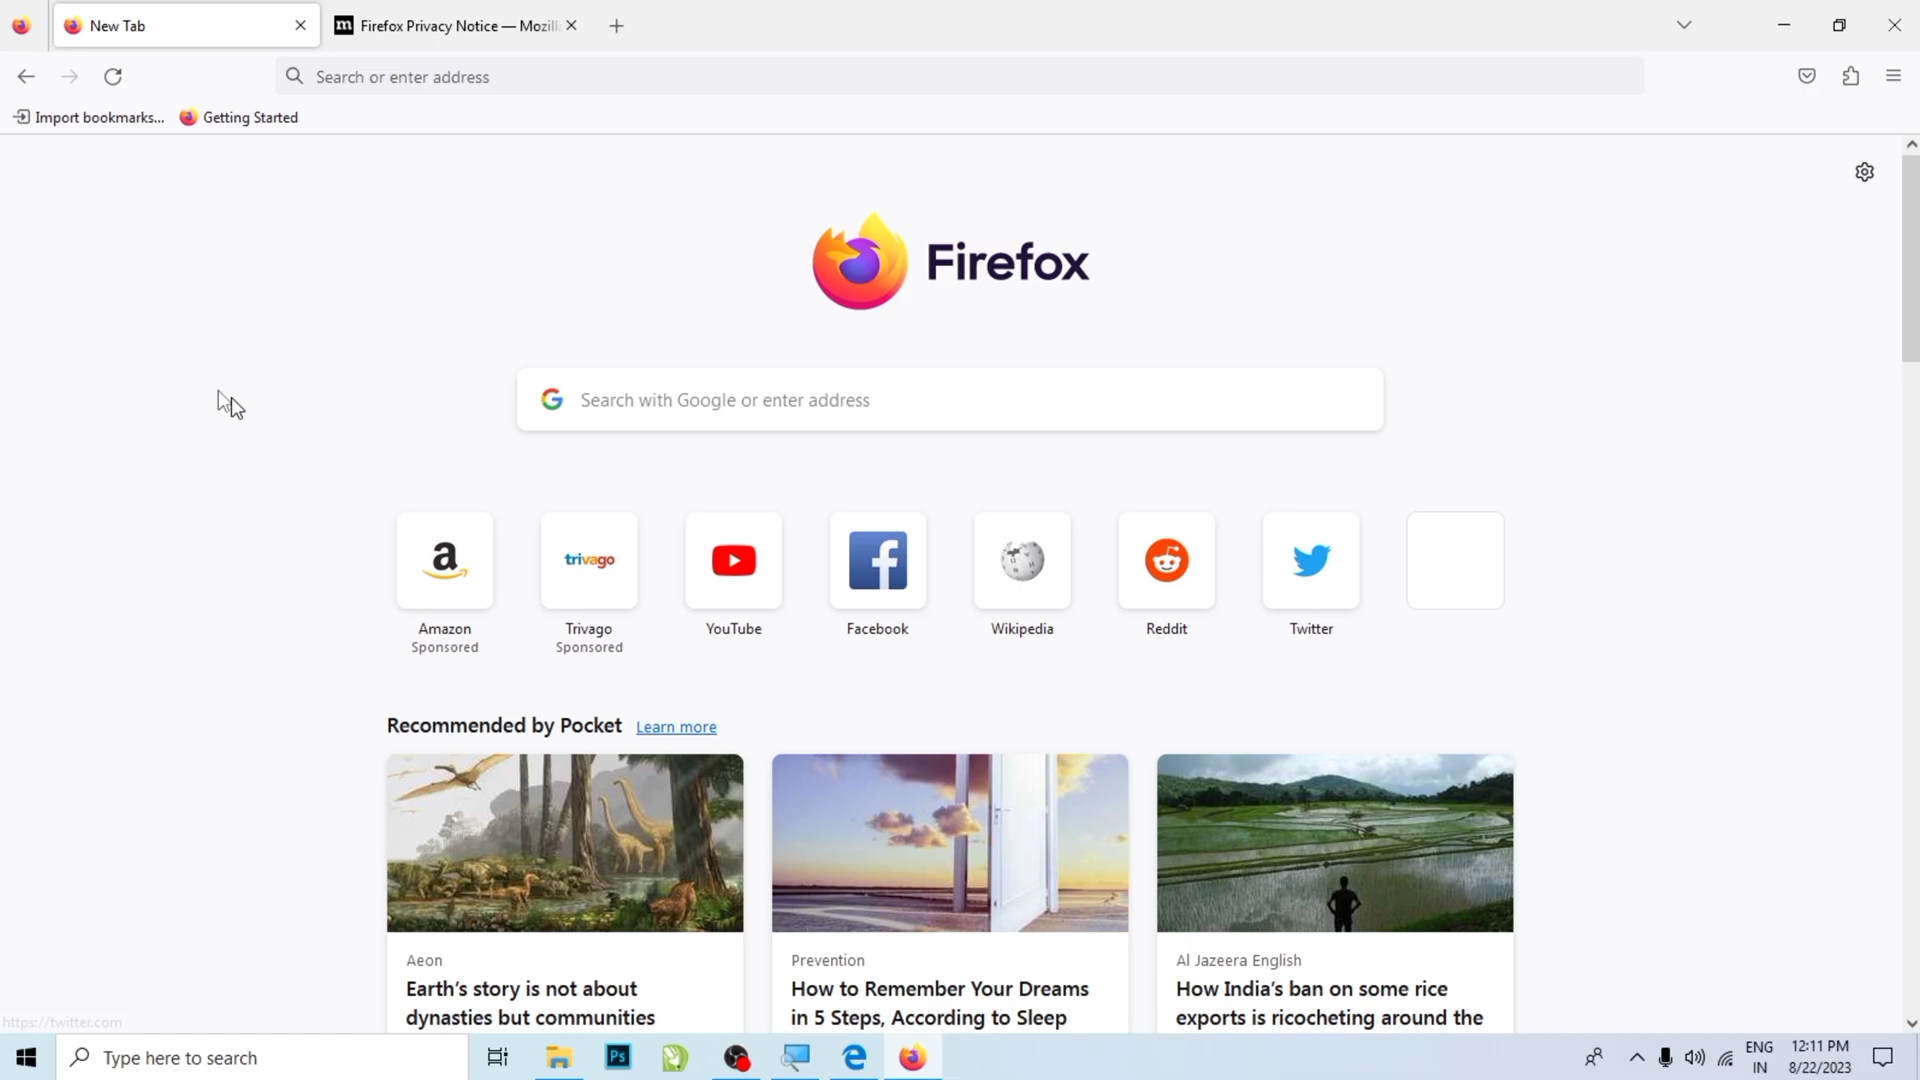 New Tab
Firefox Privacy Notice — Mozill
Search or enter address
Import bookmarks...
Getting Started
Firefox
Search with Google or enter address
trivago
Amazon
Sponsored
Trivago
Sponsored
YouTube
Facebook
Wikipedia
Reddit
Twitter
Recommended by Pocket Learn more
Aeon
Earth's story is not about
dynasties but communities
Prevention
How to Remember Your Dreams
in 5 Steps, According to Sleep
Al Jazeera English
How India's ban on some rice
exports is ricocheting around the
https://twitter.com
Type here to search
Ps
ENG
IN
12:11 PM
8/22/2023